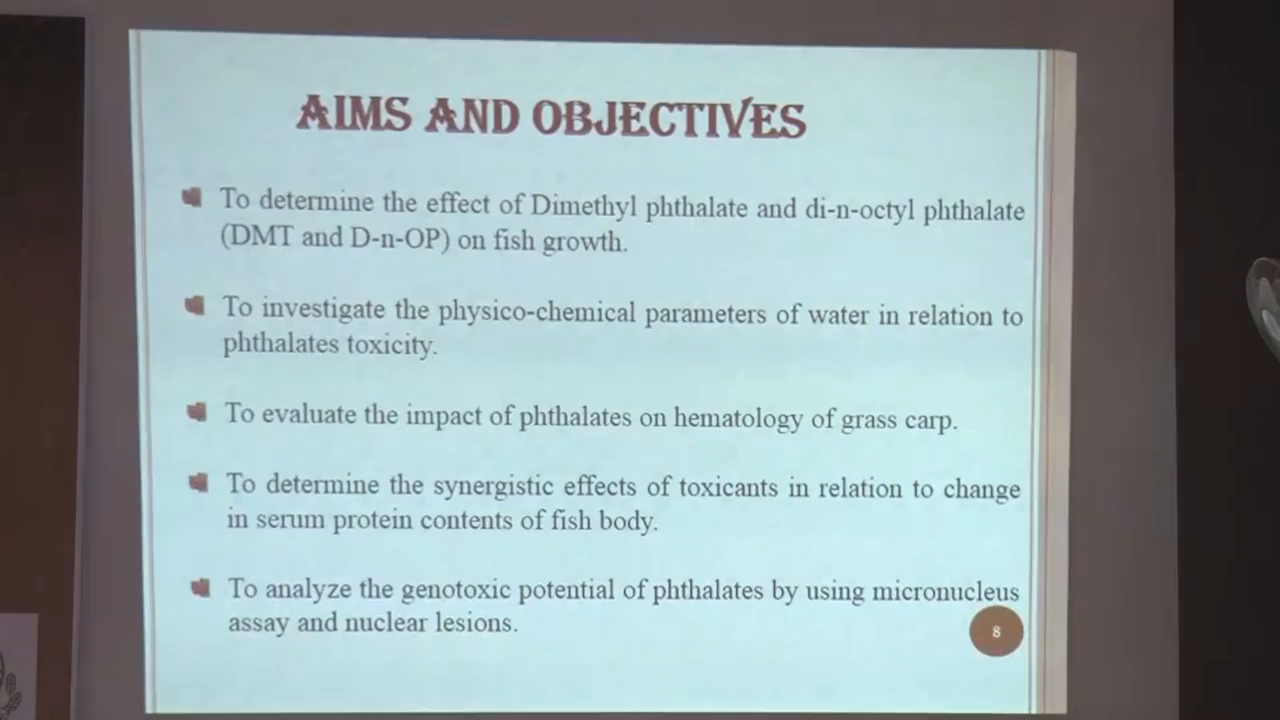 AIMS AND OBJECTIVES
To determine the effect of Dimethyl phthalate and di-n-octyl phthalate
(DMT and D-n-OP) on fish growth.
To investigate the physico-chemical parameters of water in relation to
phthalates toxicity.
To evaluate the impact of phthalates on hematology of grass carp.
To determine the synergistic effects of toxicants in relation to change
in serum protein contents of fish body.
To analyze the genotoxic potential of phthalates by using micronucleus
assay and nuclear lesions.
8